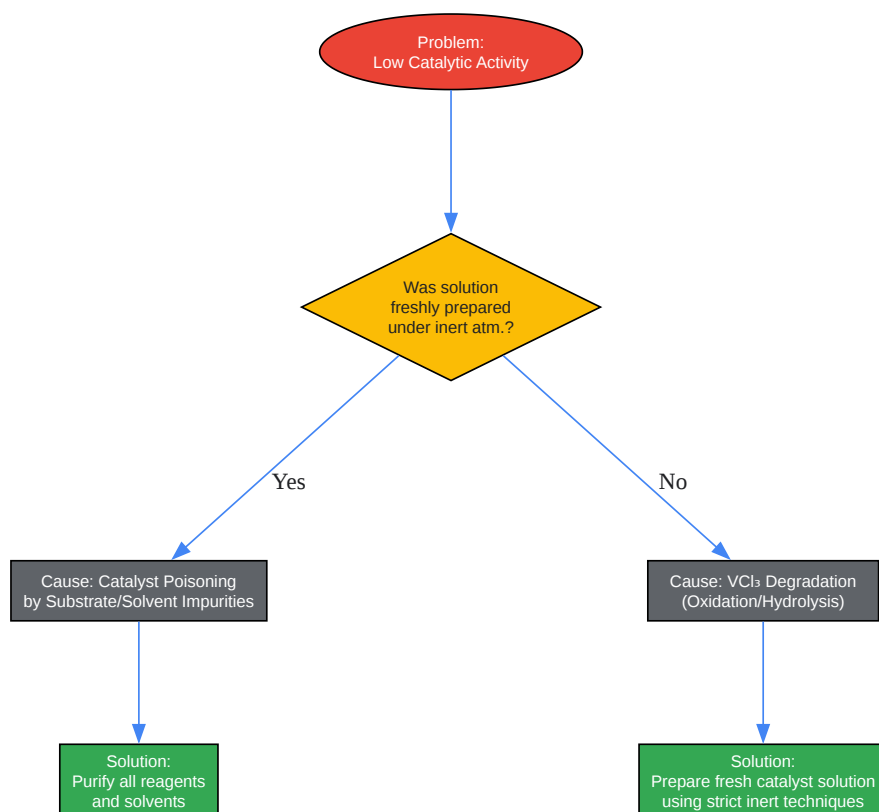 Problem:
Low Catalytic Activity
Was solution
freshly prepared
under inert atm.?
Yes
No
Cause: Catalyst Poisoning
by Substrate/Solvent Impurities
Cause: VCl₃ Degradation
(Oxidation/Hydrolysis)
Solution:
Purify all reagents
and solvents
Solution:
Prepare fresh catalyst solution
using strict inert techniques